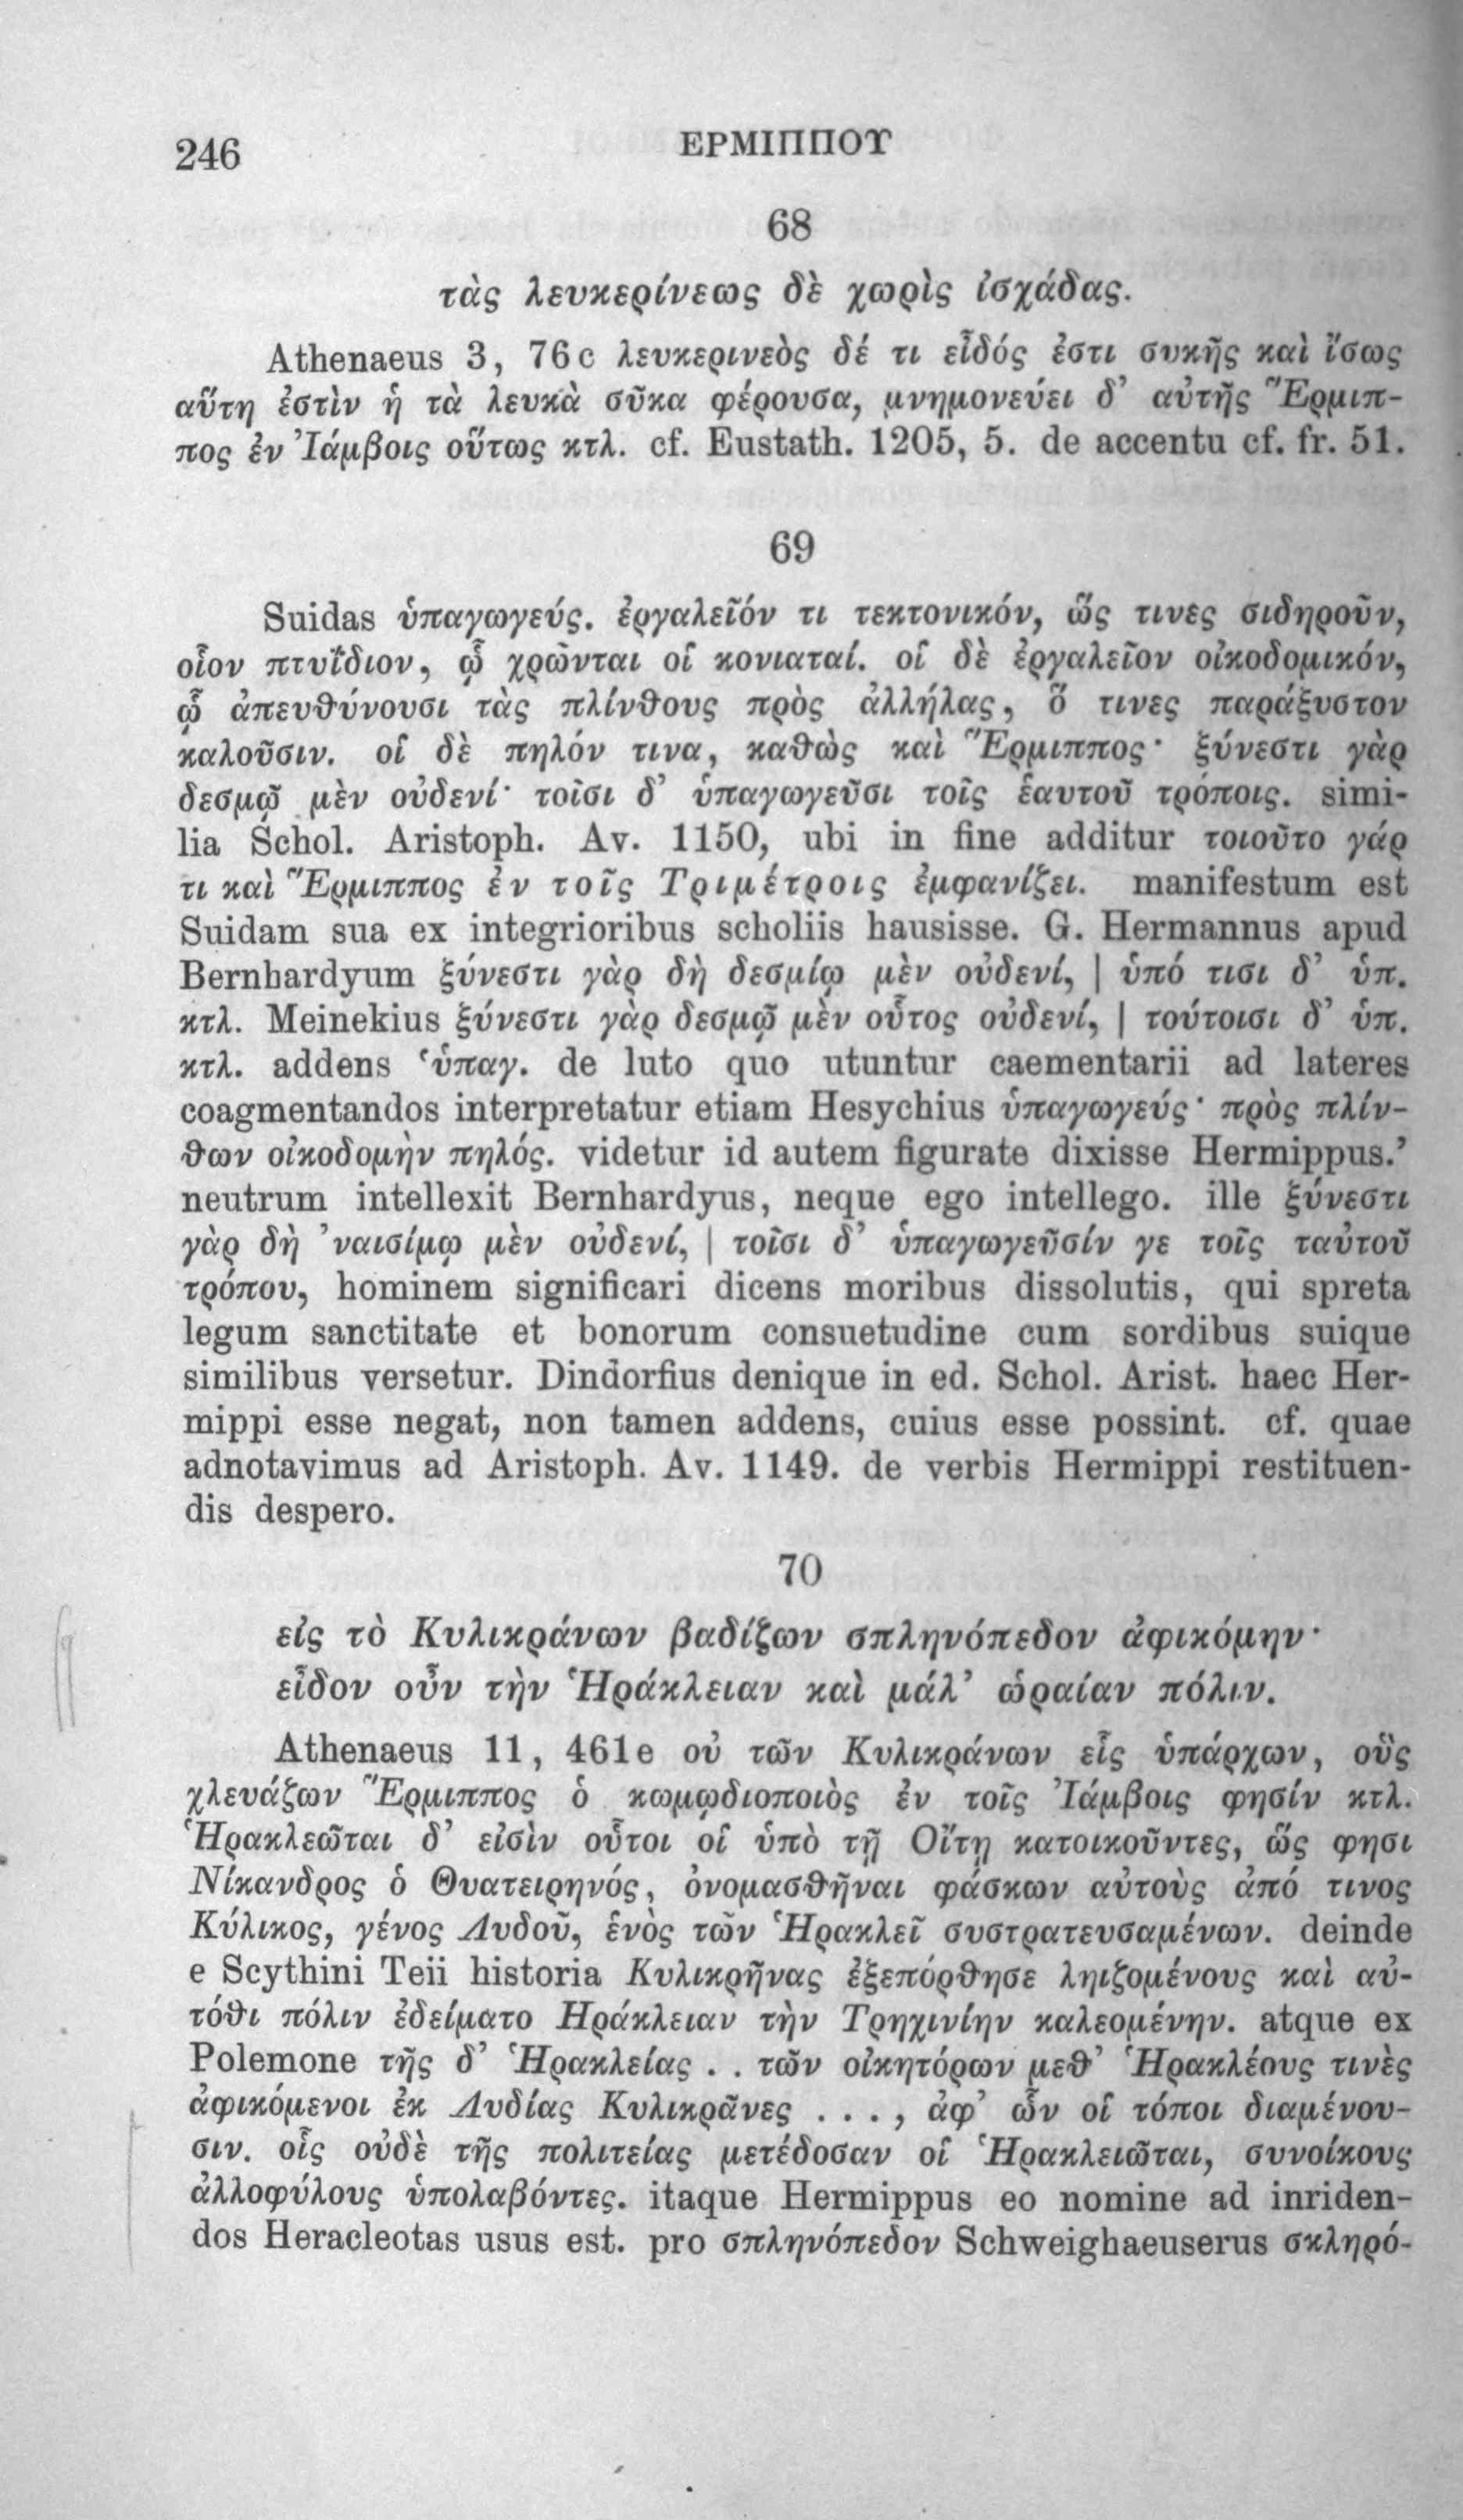 246
ΕΡΜΙΠΠΟΥ
68
τὰς λευκερίνεως δὲ χωρὶς ἰσχάδας.
Athenaeus 3, 76c λευκερινεὸς δέ τι εἶδός ἐστι συκῆς καὶ ἴσως
αὕτη ἐστὶν ἡ τὰ λευκὰ σῦκα φέρουσα, μνημονεύει δ’ αὐτῆς Ἕρμιπ-
πος ἐν Ἰάμβοις οὕτως κτλ. cf. Eustath. 1205, 5. de accentu cf. fr. 51.
69
Suidas ὑπαγωγεύς. ἐργαλεῖόν τι τεκτονικόν, ὥς τινες σιδηροῦν,
οἷον πτυΐδιον, ᾧ χρῶνται οἱ κονιαταί. οἱ δὲ ἐργαλεῖον οἰκοδομικόν,
ᾧ ἀπευθύνουσι τὰς πλίνθους πρὸς ἀλλήλας, ὅ τινες παράξυστον
καλοῦσιν. οἱ δὲ πηλόν τινα, καθὼς καὶ Ἕρμιππος· ξύνεστι γὰρ
δεσμῷ μὲν οὐδενί· τοῖσι δ’ ὑπαγωγεῦσι τοῖς ἑαυτοῦ τρόποις. simi-
lia Schol. Aristoph. Av. 1150, ubi in fine additur τοιοῦτο γάρ
τι καὶ Ἕρμιππος ἐν τοῖς Τριμέτροις ἐμφανίζει. manifestum est
Suidam sua ex integrioribus scholiis hausisse. G. Hermannus apud
Bernhardyum ξύνεστι γὰρ δὴ δεσμίῳ μὲν οὐδενί, | ὑπό τισι δ’ ὑπ.
κτλ. Meinekius ξύνεστι γὰρ δεσμῷ μὲν οὗτος οὐδενί, | τούτοισι δ’ ὑπ.
κτλ. addens ‘ὑπαγ. de luto quo utuntur caementarii ad lateres
coagmentandos interpretatur etiam Hesychius ὑπαγωγεύς· πρὸς πλίν-
θων οἰκοδομὴν πηλός. videtur id autem figurate dixisse Hermippus.’
neutrum intellexit Bernhardyus, neque ego intellego. ille ξύνεστι
γὰρ δὴ ’ναισίμῳ μὲν οὐδενί, | τοῖσι δ’ ὑπαγωγεῦσίν γε τοῖς ταὐτοῦ
τρόπου, hominem significari dicens moribus dissolutis, qui spreta
legum sanctitate et bonorum consuetudine cum sordibus suique
similibus versetur. Dindorfius denique in ed. Schol. Arist. haec Her-
mippi esse negat, non tamen addens, cuius esse possint. cf. quae
adnotavimus ad Aristoph. Av. 1149. de verbis Hermippi restituen-
dis despero.
70
εἰς τὸ Κυλικράνων βαδίζων σπληνόπεδον ἀφικόμην·
εἶδον οὖν τὴν Ἡράκλειαν καὶ μάλ’ ὡραίαν πόλιν.
Athenaeus 11, 461e οὐ τῶν Κυλικράνων εἷς ὑπάρχων, οὓς
χλευάζων Ἕρμιππος ὁ κωμῳδιοποιὸς ἐν τοῖς Ἰάμβοις φησίν κτλ.
Ἡρακλεῶται δ’ εἰσὶν οὗτοι οἱ ὑπὸ τῇ Οἴτῃ κατοικοῦντες, ὥς φησι
Νίκανδρος ὁ Θυατειρηνός, ὀνομασθῆναι φάσκων αὐτοὺς ἀπό τινος
Κύλικος, γένος Λυδοῦ, ἑνὸς τῶν Ἡρακλεῖ συστρατευσαμένων. deinde
e Scythini Teii historia Κυλικρῆνας ἐξεπόρθησε ληιζομένους καὶ αὐ-
τόθι πόλιν ἐδείματο Ηράκλειαν τὴν Τρηχινίην καλεομένην. atque ex
Polemone τῆς δ’ Ἡρακλείας . . τῶν οἰκητόρων μεθ’ Ἡρακλέους τινὲς
ἀφικόμενοι ἐκ Λυδίας Κυλικρᾶνες . . . , ἀφ’ ὧν οἱ τόποι διαμένου-
σιν. οἷς οὐδὲ τῆς πολιτείας μετέδοσαν οἱ Ἡρακλειῶται, συνοίκους
ἀλλοφύλους ὑπολαβόντες. itaque Hermippus eo nomine ad inriden-
dos Heracleotas usus est. pro σπληνόπεδον Schweighaeuserus σκληρό-